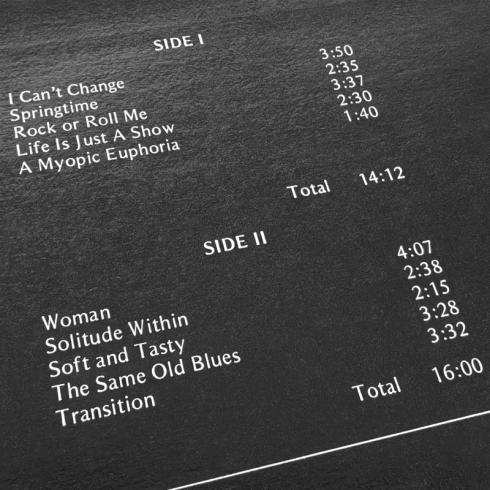 SIDE I
I Can't Change 3:50
Springtime 2:35
Rock or Roll Me 3:37
Life Is Just A Show 2:30
A Myopic Euphoria 1:40
Total 14:12
SIDE II
Woman 4:07
Solitude Within 2:38
Soft and Tasty 2:15
The Same Old Blues 3:28
Transition 3:32
Total 16:00